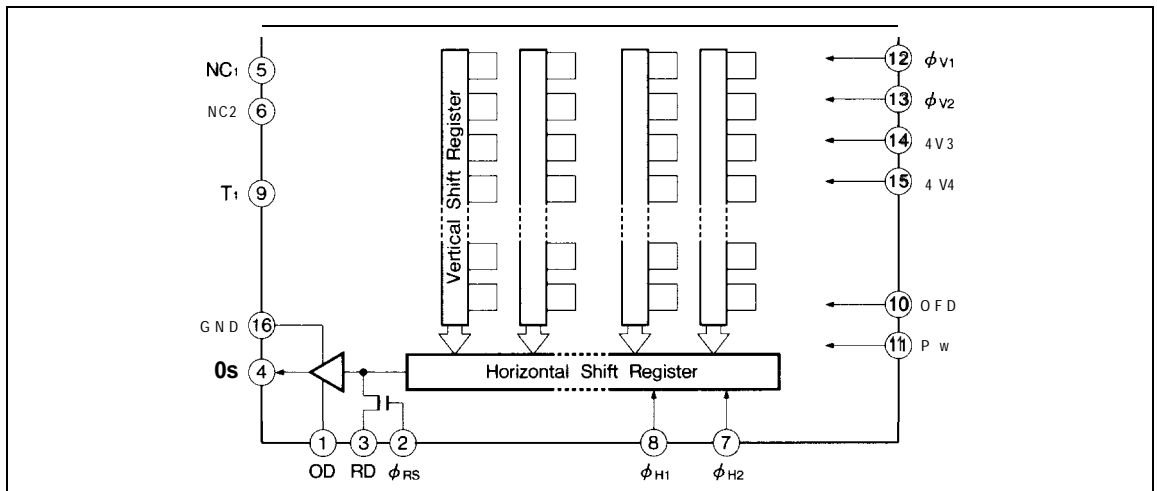 NC₁ 5
NC2 6
T₁ 9
GND 16
0s 4
Vertical Shift Register
12 ϕV1
13 ϕV2
14 4V3
15 4V4
10 OFD
11 Pw
Horizontal Shift Register
1 3 2 8 7
OD RD ϕRS ϕH1 ϕH2